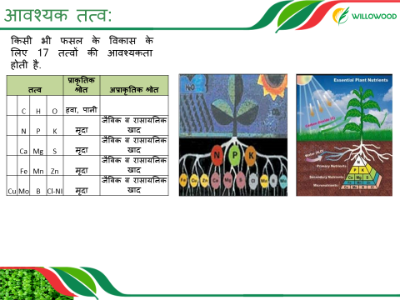 आवश्यक तत्व:
WILLOWOOD
किसी भी फसल के विकास के
लिए 17 तत्वों की आवश्यकता
होती है.
तत्व प्राकृतिक श्रोत अप्राकृतिक श्रोत
C H O हवा, पानी
N P K मृदा जैविक व रासायनिक खाद
Ca Mg S मृदा जैविक व रासायनिक खाद
Fe Mn Zn मृदा जैविक व रासायनिक खाद
Cu Mo B Cl-NI मृदा जैविक व रासायनिक खाद
N P K
Essential Plant Nutrients
Primary Nutrients
Secondary Nutrients
Micronutrients